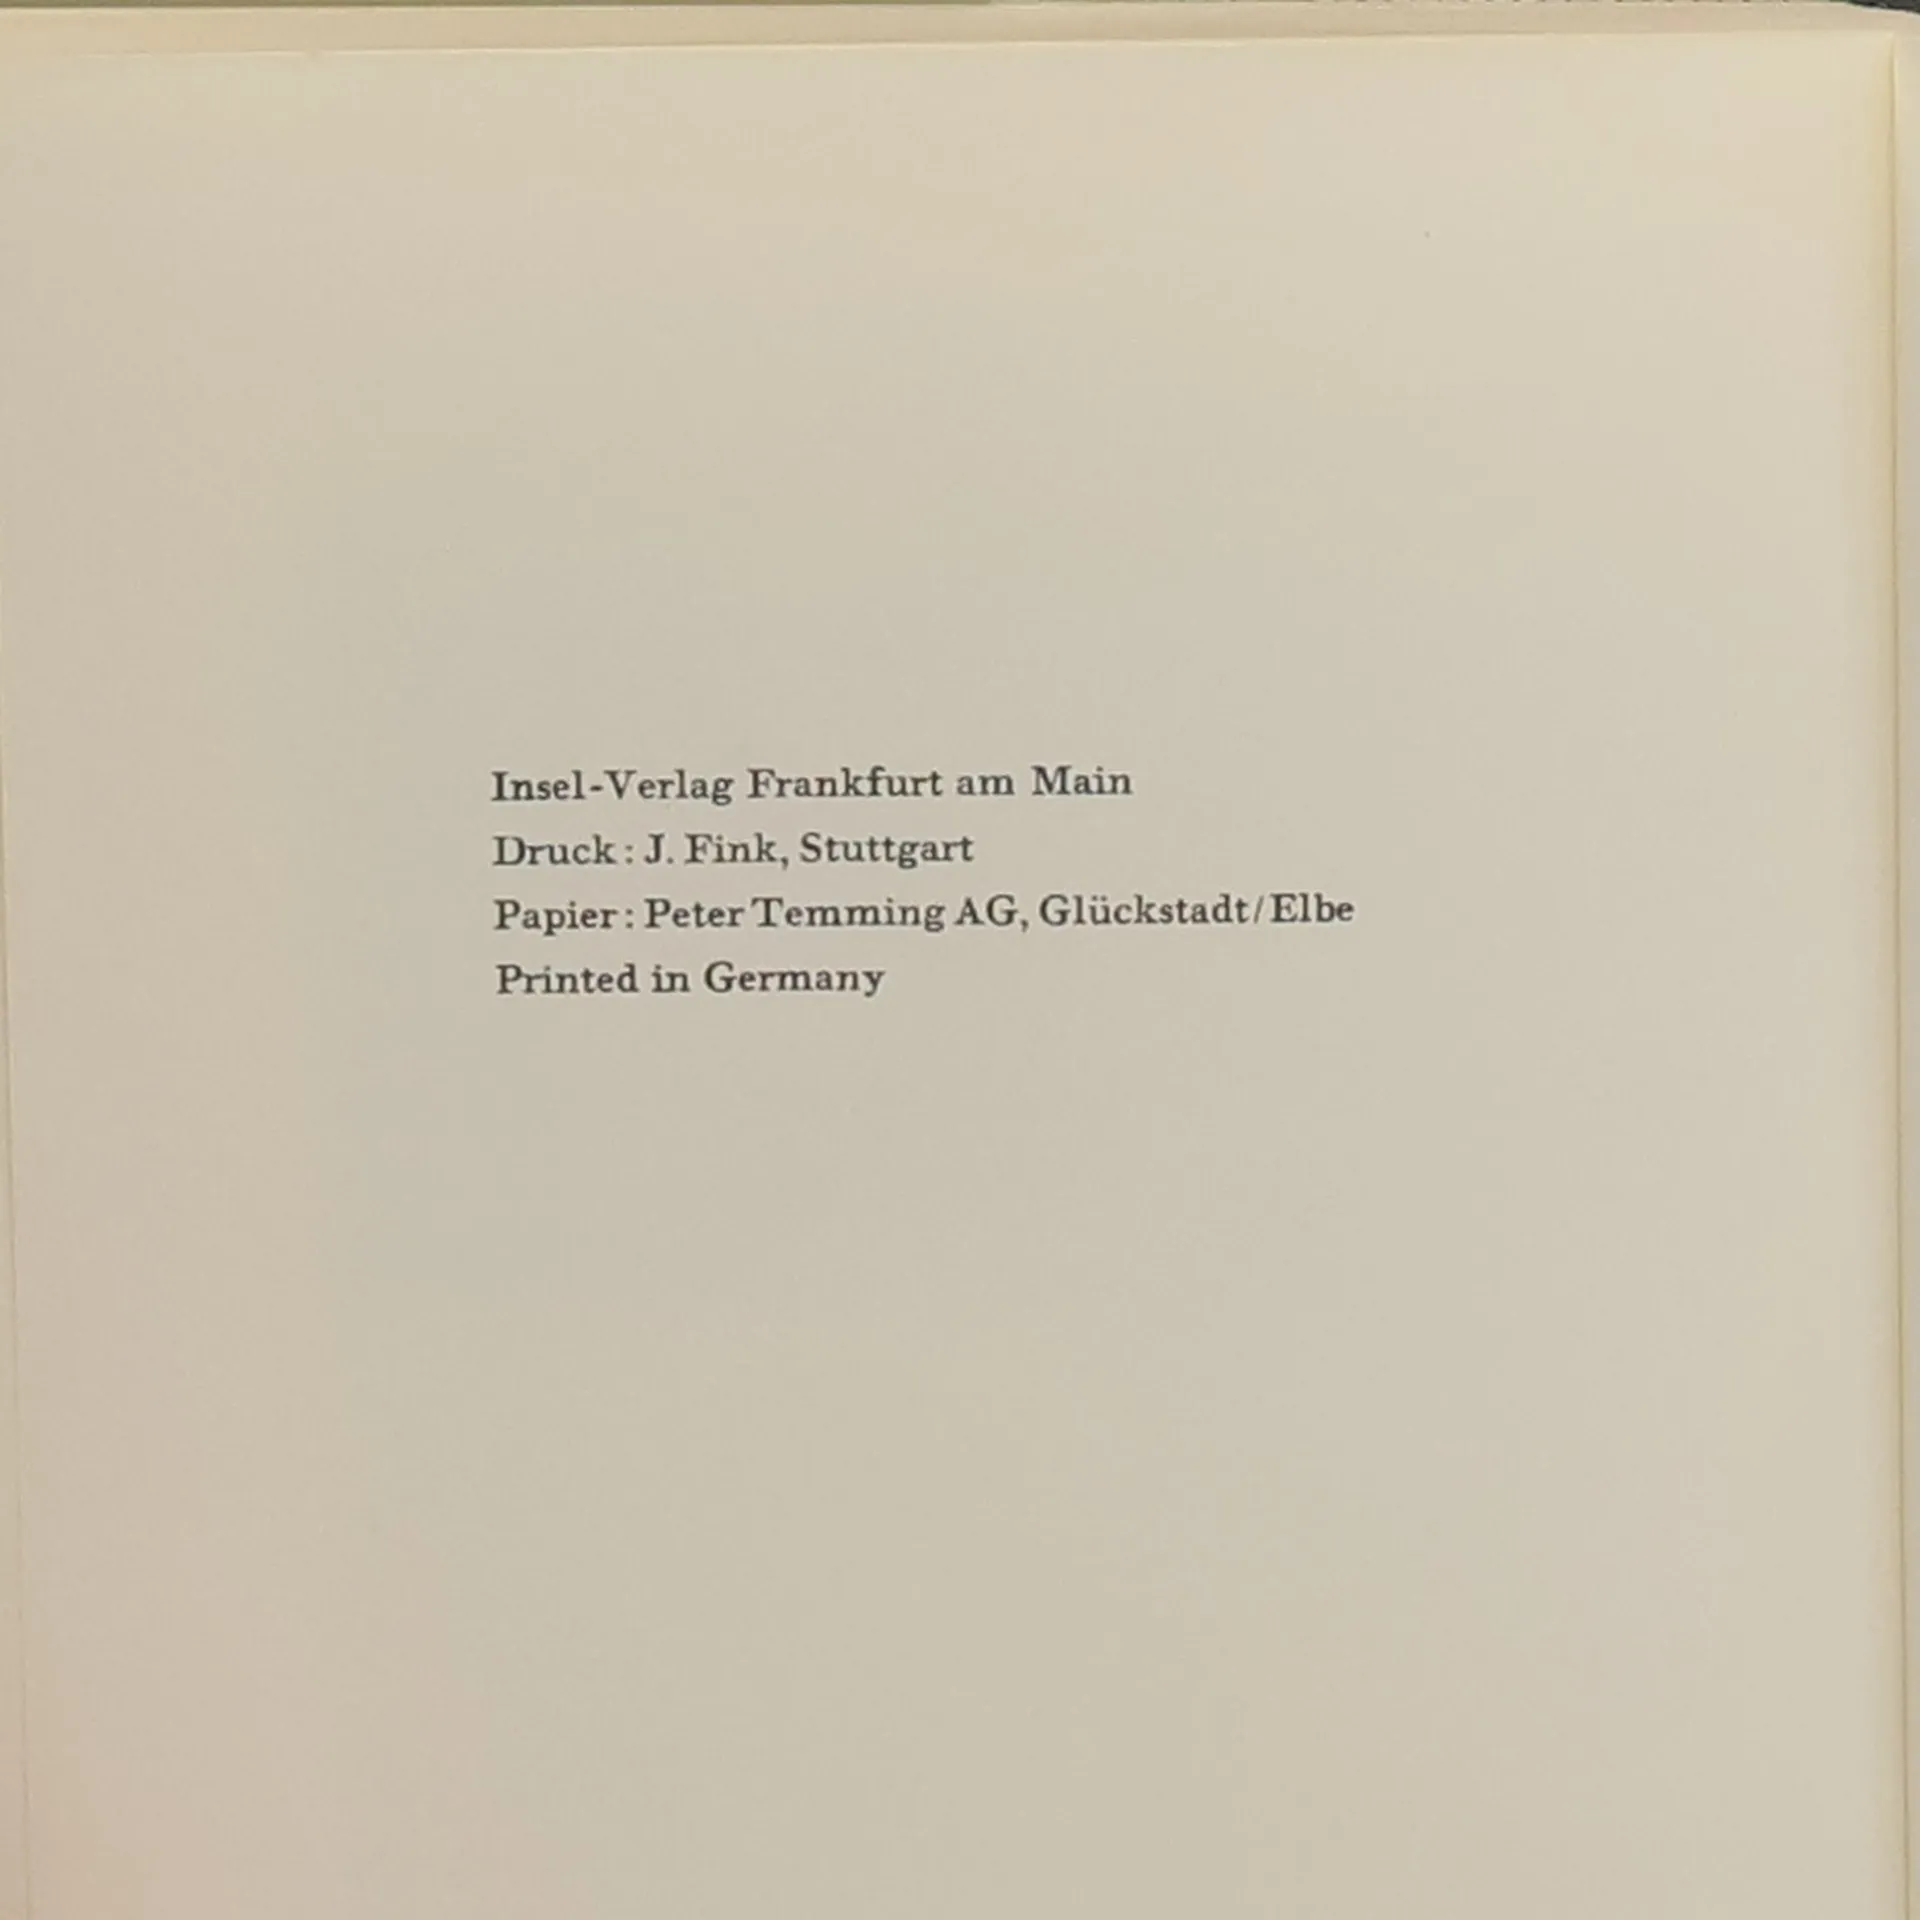 Insel-Verlag Frankfurt am Main
Druck: J. Fink, Stuttgart
Papier: Peter Temming AG, Glückstadt/Elbe
Printed in Germany